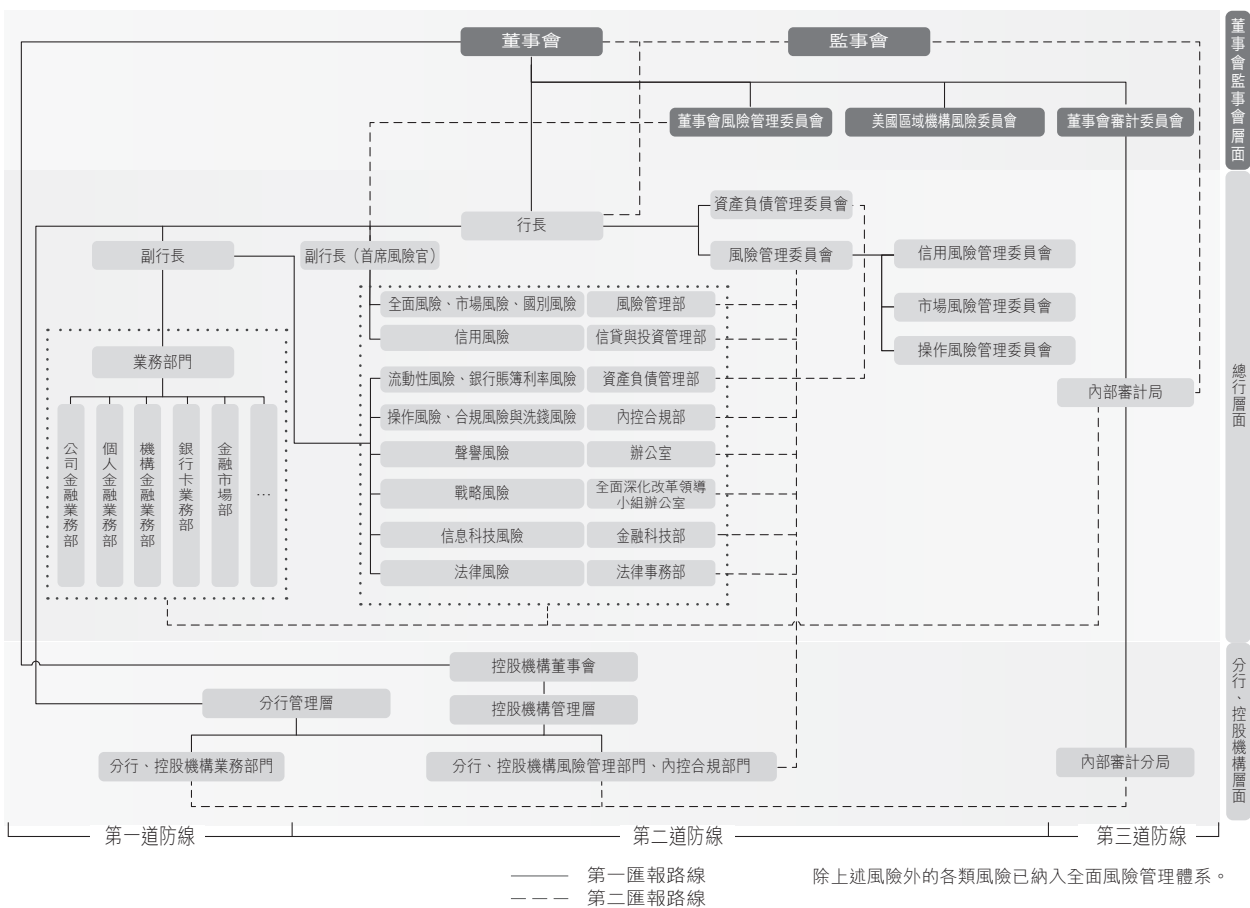 董事會
監事會
董事會風險管理委員會
美國區域機構風險委員會
董事會審計委員會
董事會監事會層面
行長
資產負債管理委員會
副行長
副行長（首席風險官）
風險管理委員會
信用風險管理委員會
市場風險管理委員會
操作風險管理委員會
全面風險、市場風險、國別風險
風險管理部
信用風險
信貸與投資管理部
流動性風險、銀行賬簿利率風險
資產負債管理部
操作風險、合規風險與洗錢風險
內控合規部
聲譽風險
辦公室
戰略風險
全面深化改革領導
小組辦公室
信息科技風險
金融科技部
法律風險
法律事務部
業務部門
公司金融業務部
個人金融業務部
機構金融業務部
銀行卡業務部
金融市場部
…
內部審計局
總行層面
控股機構董事會
分行管理層
控股機構管理層
分行、控股機構業務部門
分行、控股機構風險管理部門、內控合規部門
內部審計分局
分行、控股機構層面
第一道防線
第二道防線
第三道防線
第一匯報路線
第二匯報路線
除上述風險外的各類風險已納入全面風險管理體系。